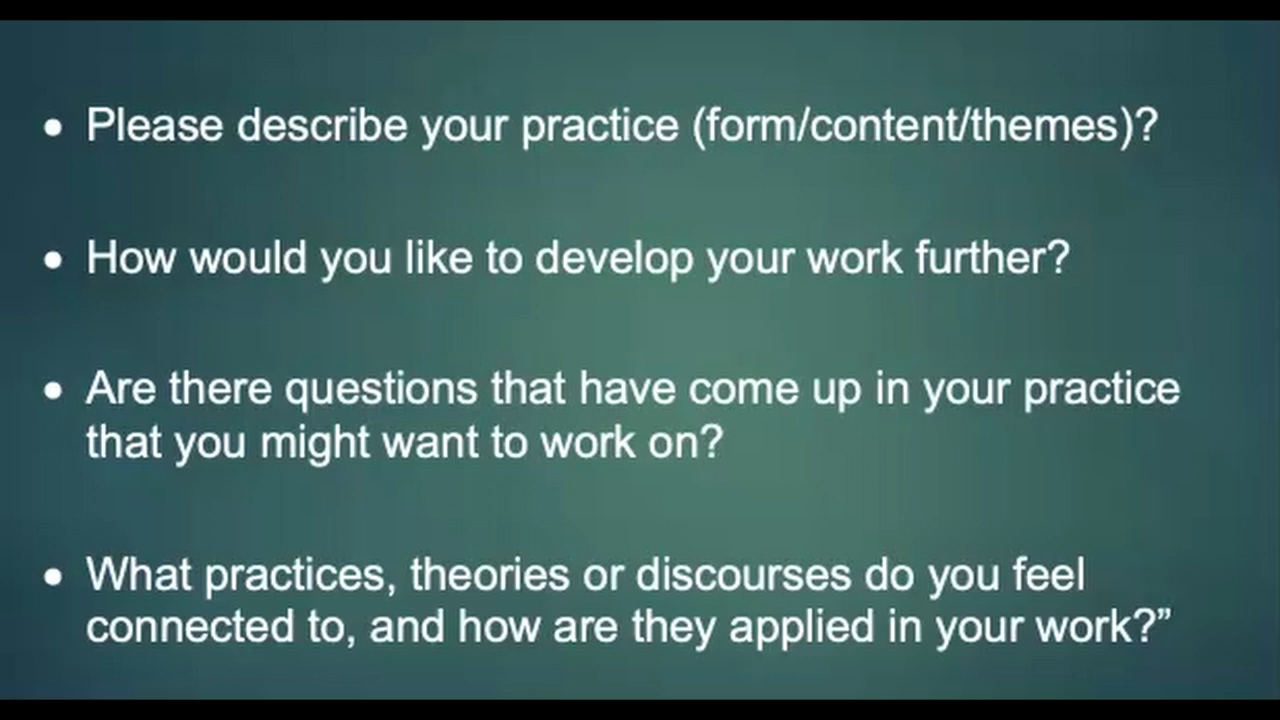 • Please describe your practice (form/content/themes)?
• How would you like to develop your work further?
• Are there questions that have come up in your practice
that you might want to work on?
• What practices, theories or discourses do you feel
connected to, and how are they applied in your work?”